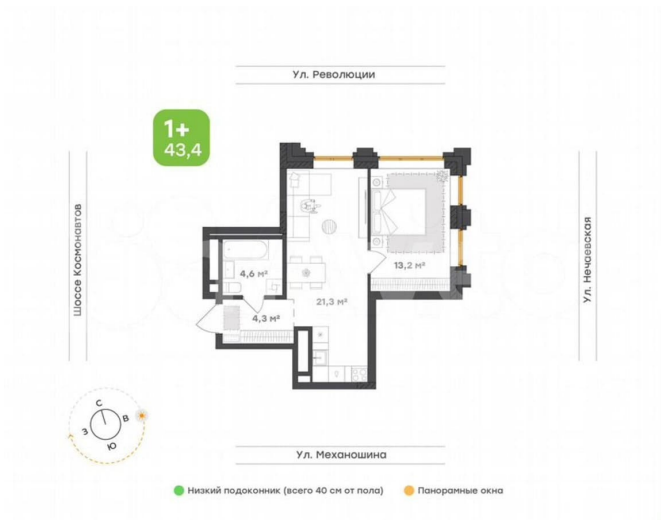 Ул. Революции
1+
43,4
Шоссе Космонавтов
Ул. Нечаевская
4,6 м²
13,2 м²
21,3 м²
4,3 м²
С
В
З
Ю
Ул. Механошина
Низкий подоконник (всего 40 см от пола)
Панорамные окна